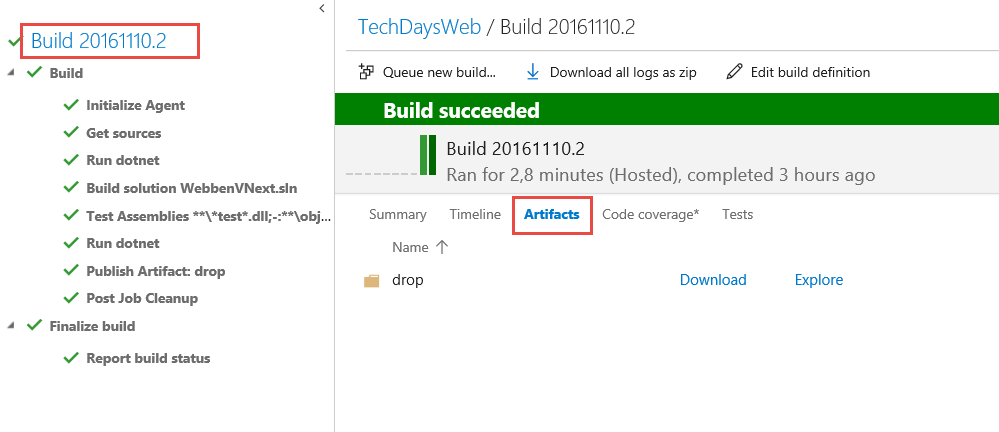 Build 20161110.2
Build
Initialize Agent
Get sources
Run dotnet
Build solution WebbenVNext.sln
Test Assemblies **\*test*.dll;-:**\obj...
Run dotnet
Publish Artifact: drop
Post Job Cleanup
Finalize build
Report build status
TechDaysWeb / Build 20161110.2
Queue new build... Download all logs as zip Edit build definition
Build succeeded
Build 20161110.2
Ran for 2,8 minutes (Hosted), completed 3 hours ago
Summary Timeline Artifacts Code coverage* Tests
Name
drop Download Explore